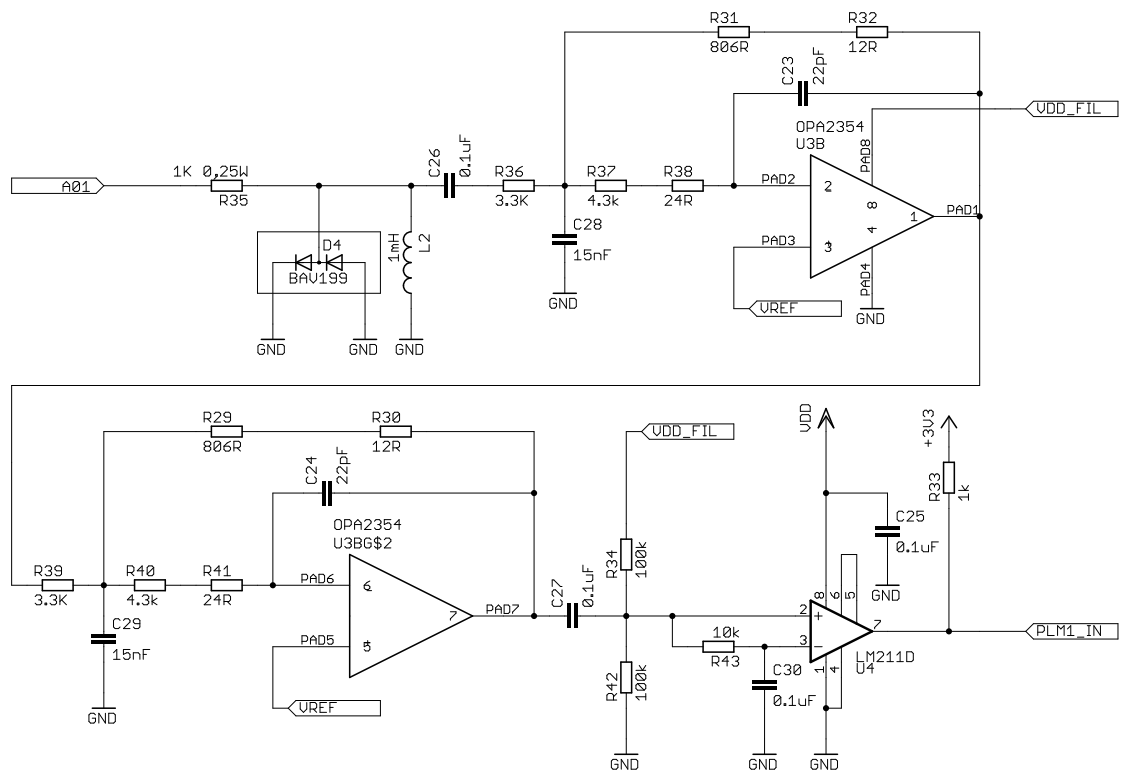 R31 R32
806R 12R
C23 22pF
VDD_FIL
OPA2354
U3B
PAD8
1K 0,25W
A01
R35
C26 0.1uF
R36 R37 R38
3.3K 4.3k 24R
PAD2 2 8 1 PAD1
C28
15nF
PAD3 3 4
PAD4
D4
BAV199
1mH L2
GND
VREF
GND
GND GND GND
R29 R30
806R 12R
VDD_FIL
VDD
+3V3
C24 22pF
R33 1k
OPA2354
U3BG$2
C25
0.1uF
R34 100k
R39 R40 R41
3.3K 4.3k 24R
PAD6 6 7 PAD7
C27 0.1uF
8 6 5
GND
2 + 7
PLM1_IN
C29
15nF
PAD5 5
10k
R43
3 −
LM211D
U4
1 4
R42 100k
C30
0.1uF
VREF
GND
GND GND GND